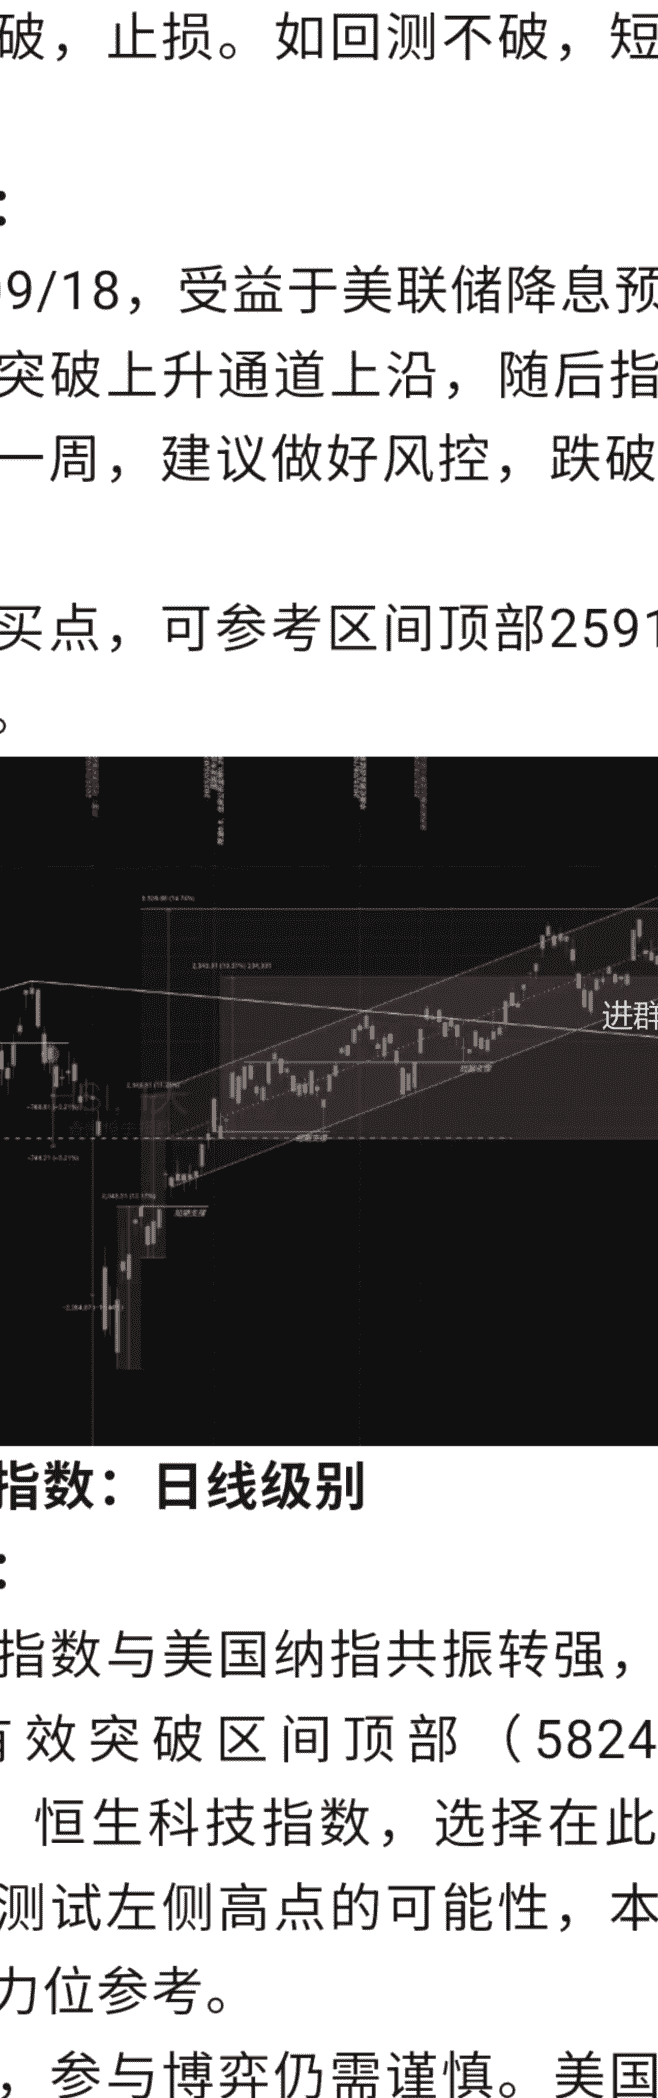 破，止损。如回测不破，短
：
9/18，受益于美联储降息预
突破上升通道上沿，随后指
一周，建议做好风控，跌破
买点，可参考区间顶部2591
。
进群
指数：日线级别
：
指数与美国纳指共振转强，
有效突破区间顶部（5824
恒生科技指数，选择在此
测试左侧高点的可能性，本
力位参考。
，参与博弈仍需谨慎。美国